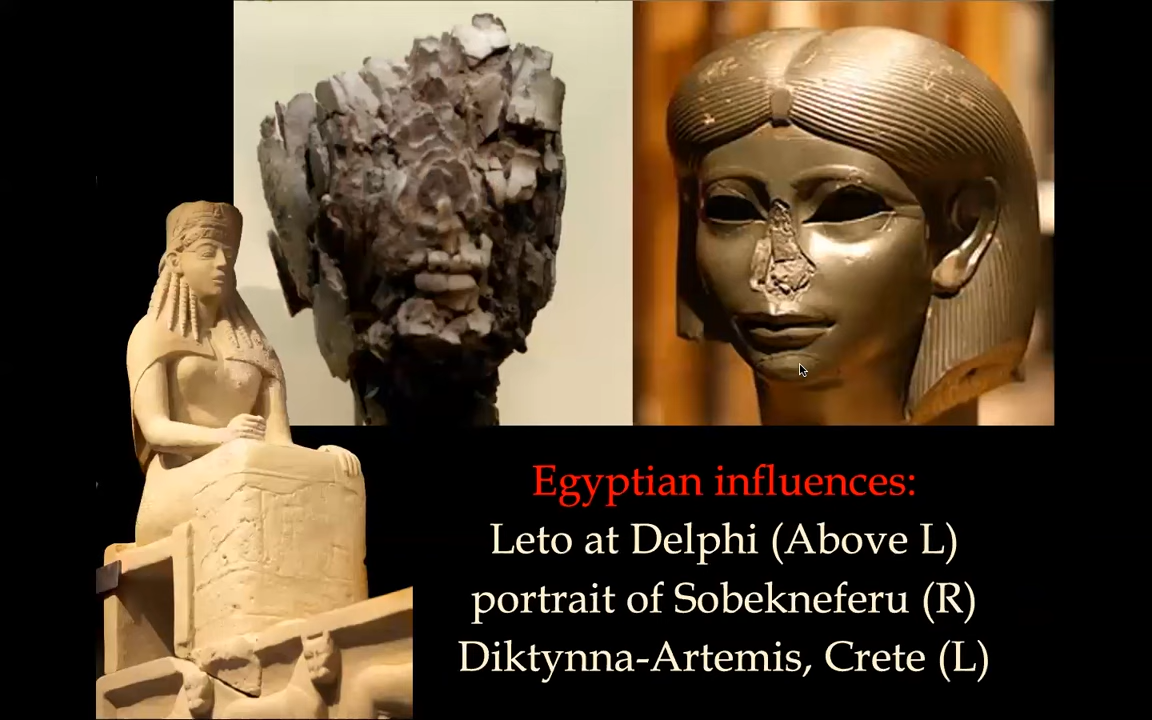 Egyptian influences:
Leto at Delphi (Above L)
portrait of Sobekneferu (R)
Diktynna-Artemis, Crete (L)